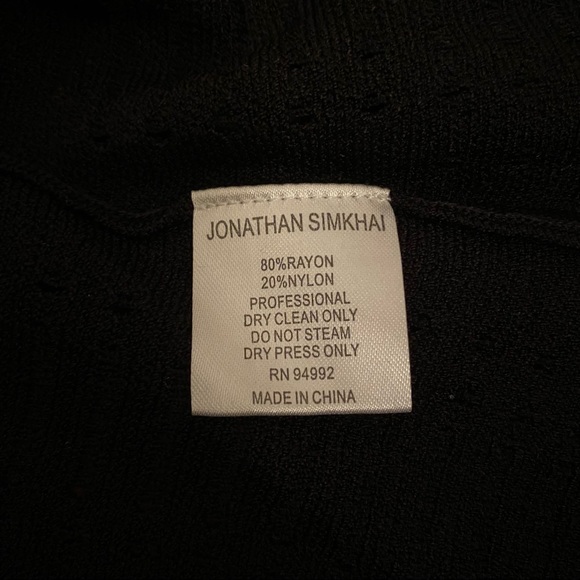 JONATHAN SIMKHAI
80%RAYON
20%NYLON
PROFESSIONAL
DRY CLEAN ONLY
DO NOT STEAM
DRY PRESS ONLY
RN 94992
MADE IN CHINA